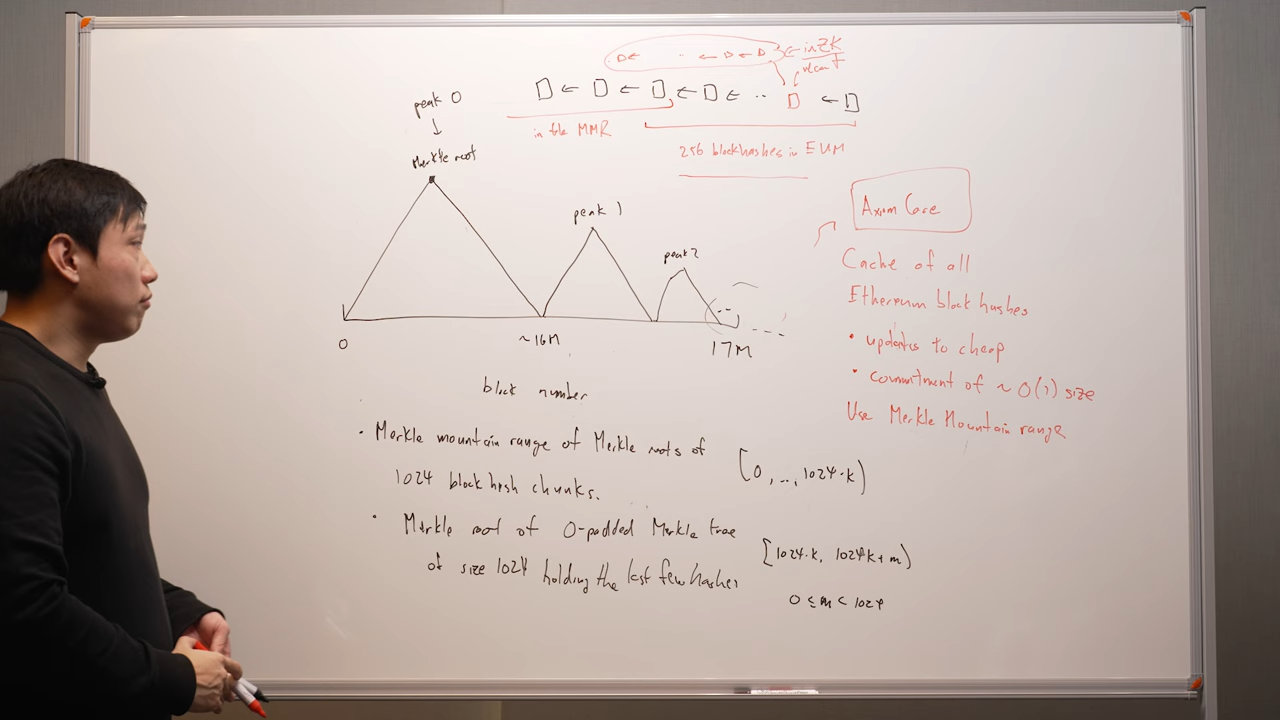 in ZK
peak 0
in the MMR
256 blockhashes in EVM
Merkle root
Axiom Core
peak 1
peak 2
Cache of all
Ethereum block hashes
0
~16M
17M
• updates to cheap
• commitment of ~ O(1) size
block number
Use Merkle Mountain range
• Merkle mountain range of Merkle roots of
1024 blockhash chunks.
[0, .., 1024·k)
• Merkle root of 0-padded Merkle tree
of size 1024 holding the last few hashes
[1024·k, 1024k+m)
0 ≤ m < 1024